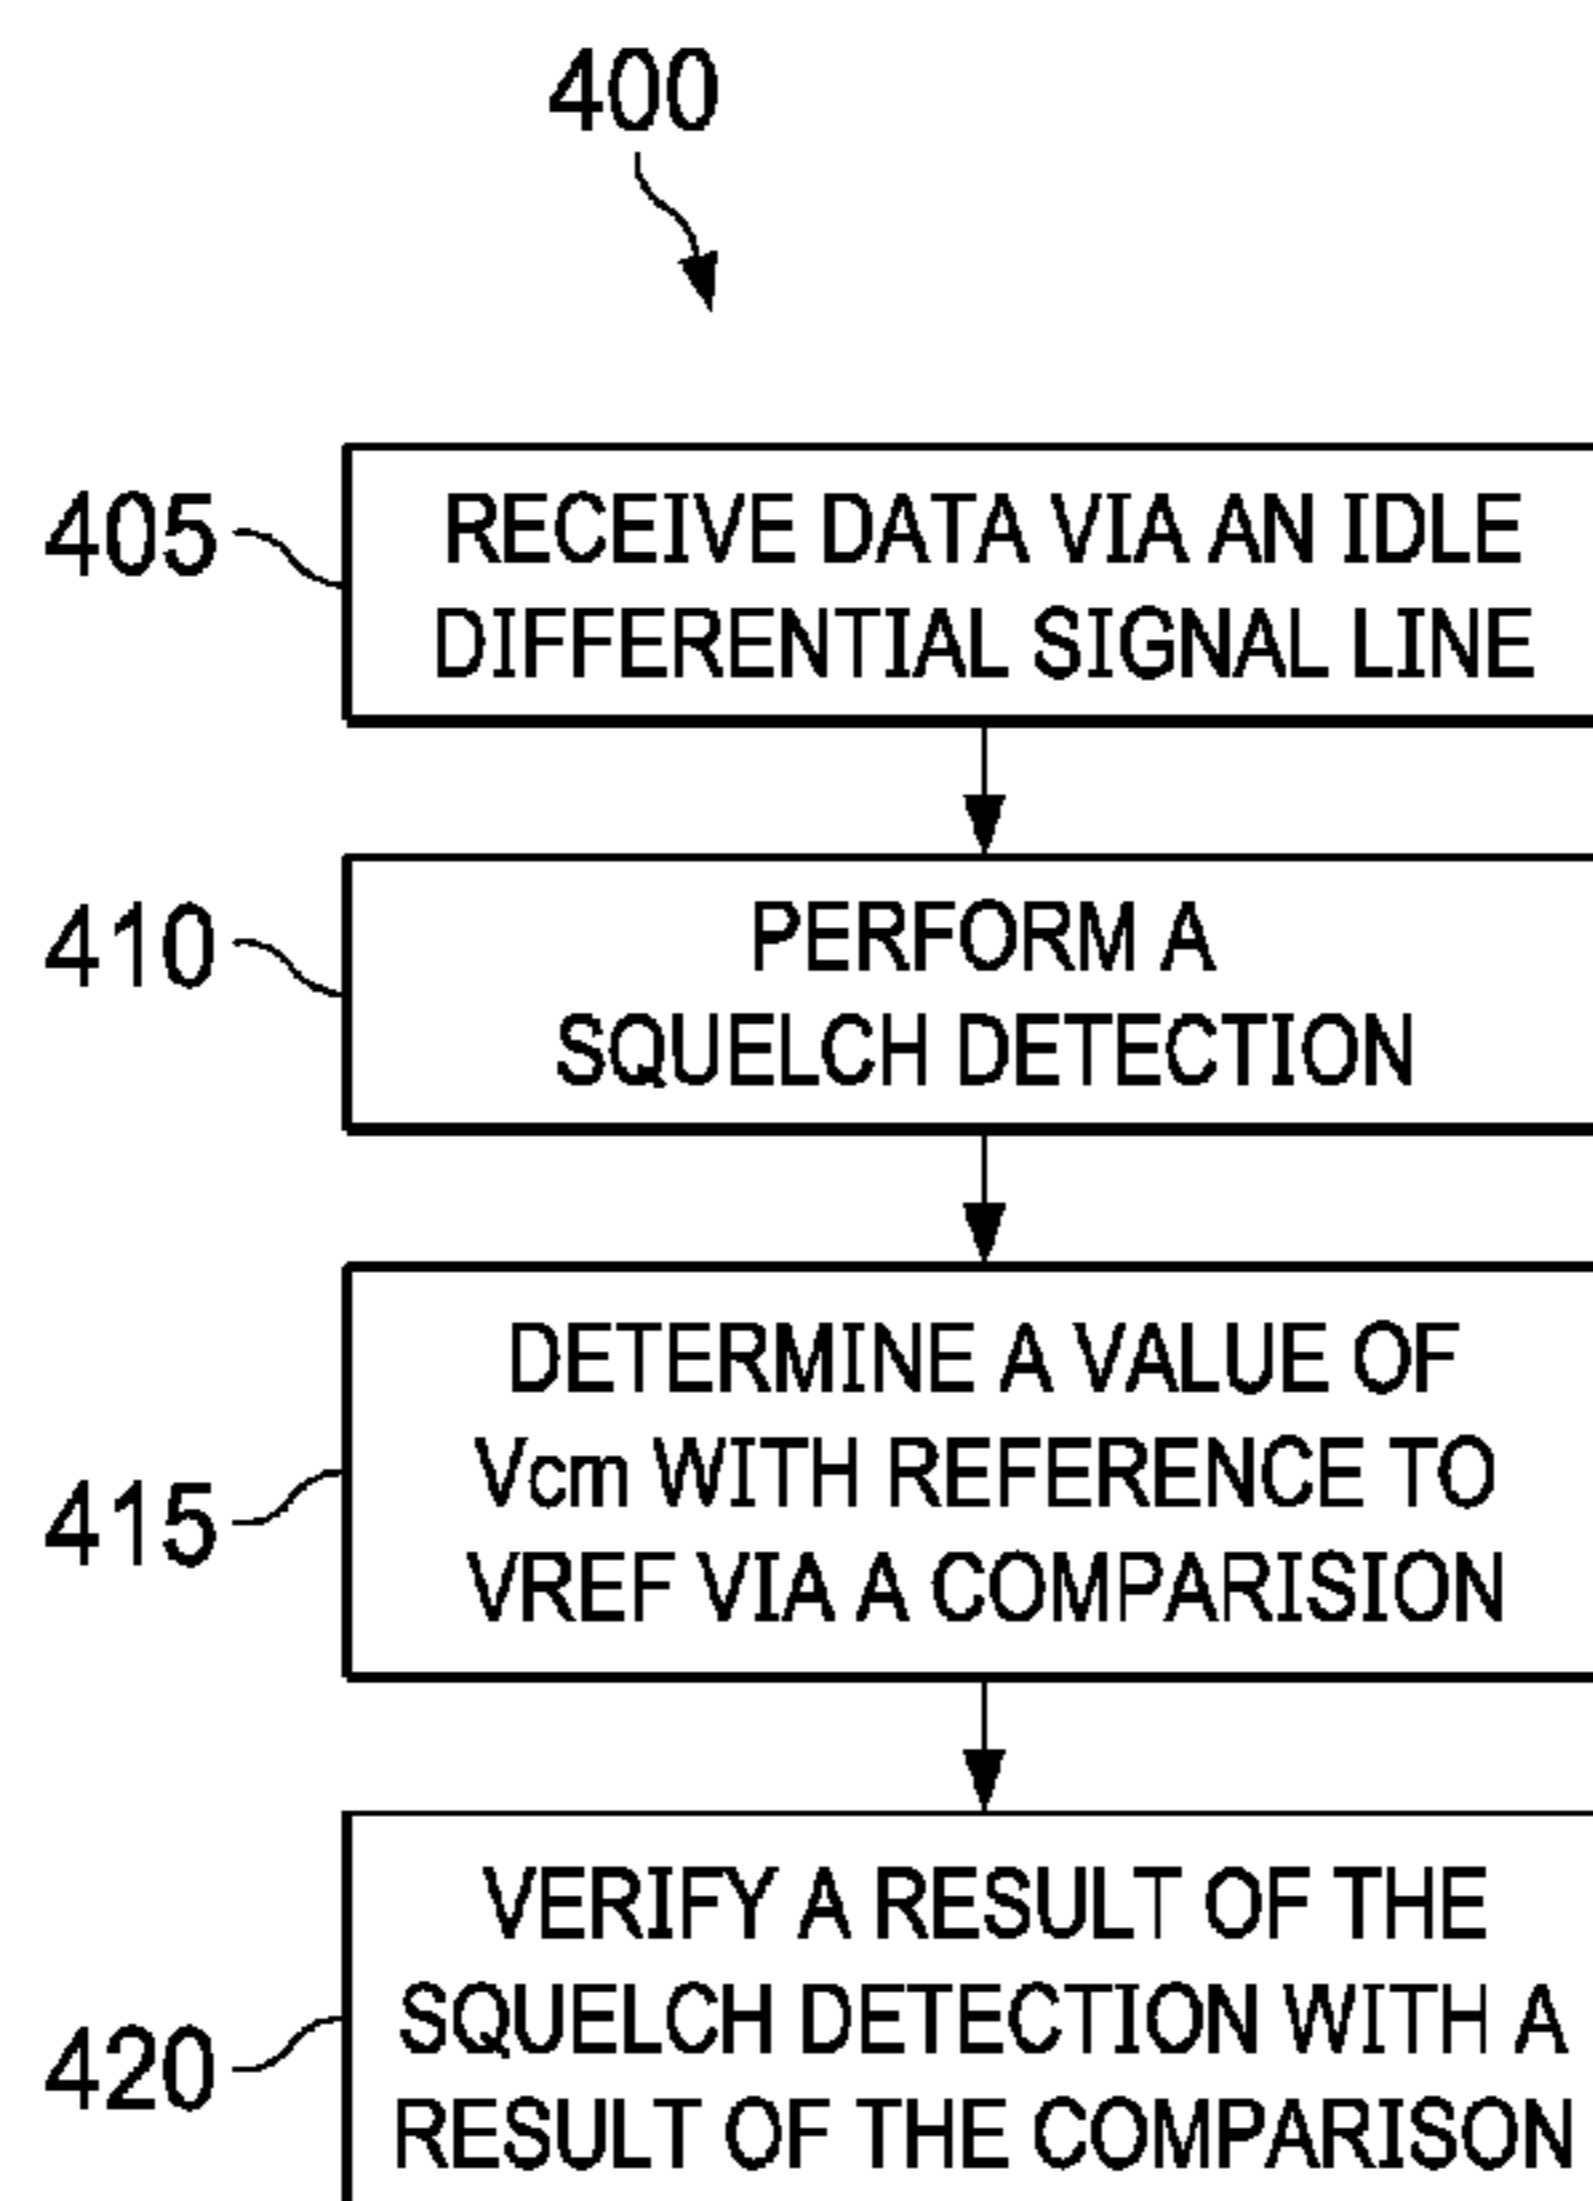 400
405
RECEIVE DATA VIA AN IDLE
DIFFERENTIAL SIGNAL LINE
410
PERFORM A
SQUELCH DETECTION
415
DETERMINE A VALUE OF
Vcm WITH REFERENCE TO
VREF VIA A COMPARISION
420
VERIFY A RESULT OF THE
SQUELCH DETECTION WITH A
RESULT OF THE COMPARISON